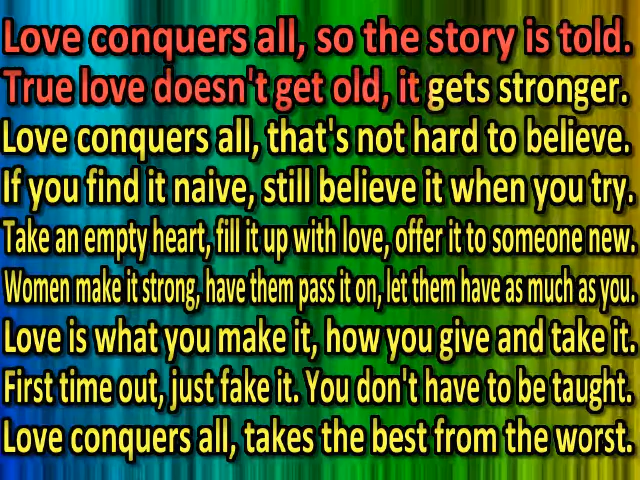 Love conquers all, so the story is told.
True love doesn't get old, it gets stronger.
Love conquers all, that's not hard to believe.
If you find it naive, still believe it when you try.
Take an empty heart, fill it up with love, offer it to someone new.
Women make it strong, have them pass it on, let them have as much as you.
Love is what you make it, how you give and take it.
First time out, just fake it. You don't have to be taught.
Love conquers all, takes the best from the worst.